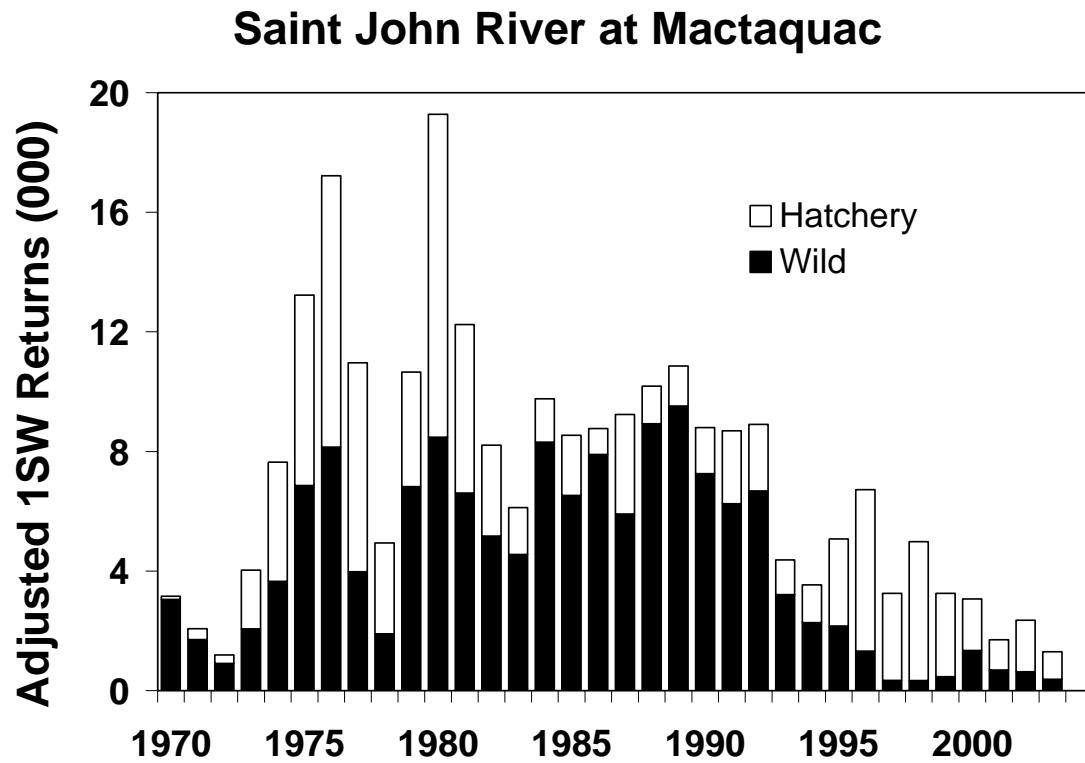 Saint John River at Mactaquac
Adjusted 1SW Returns (000)
20
16
12
8
4
0
Hatchery
Wild
1970 1975 1980 1985 1990 1995 2000